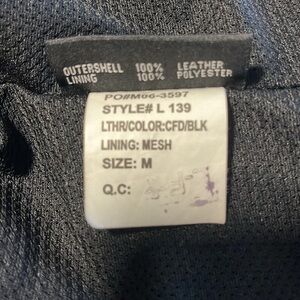 OUTERSHELL 100% LEATHER
LINING 100% POLYESTER
PO#M06-3597
STYLE# L 139
LTHR/COLOR:CFD/BLK
LINING: MESH
SIZE: M
Q.C: